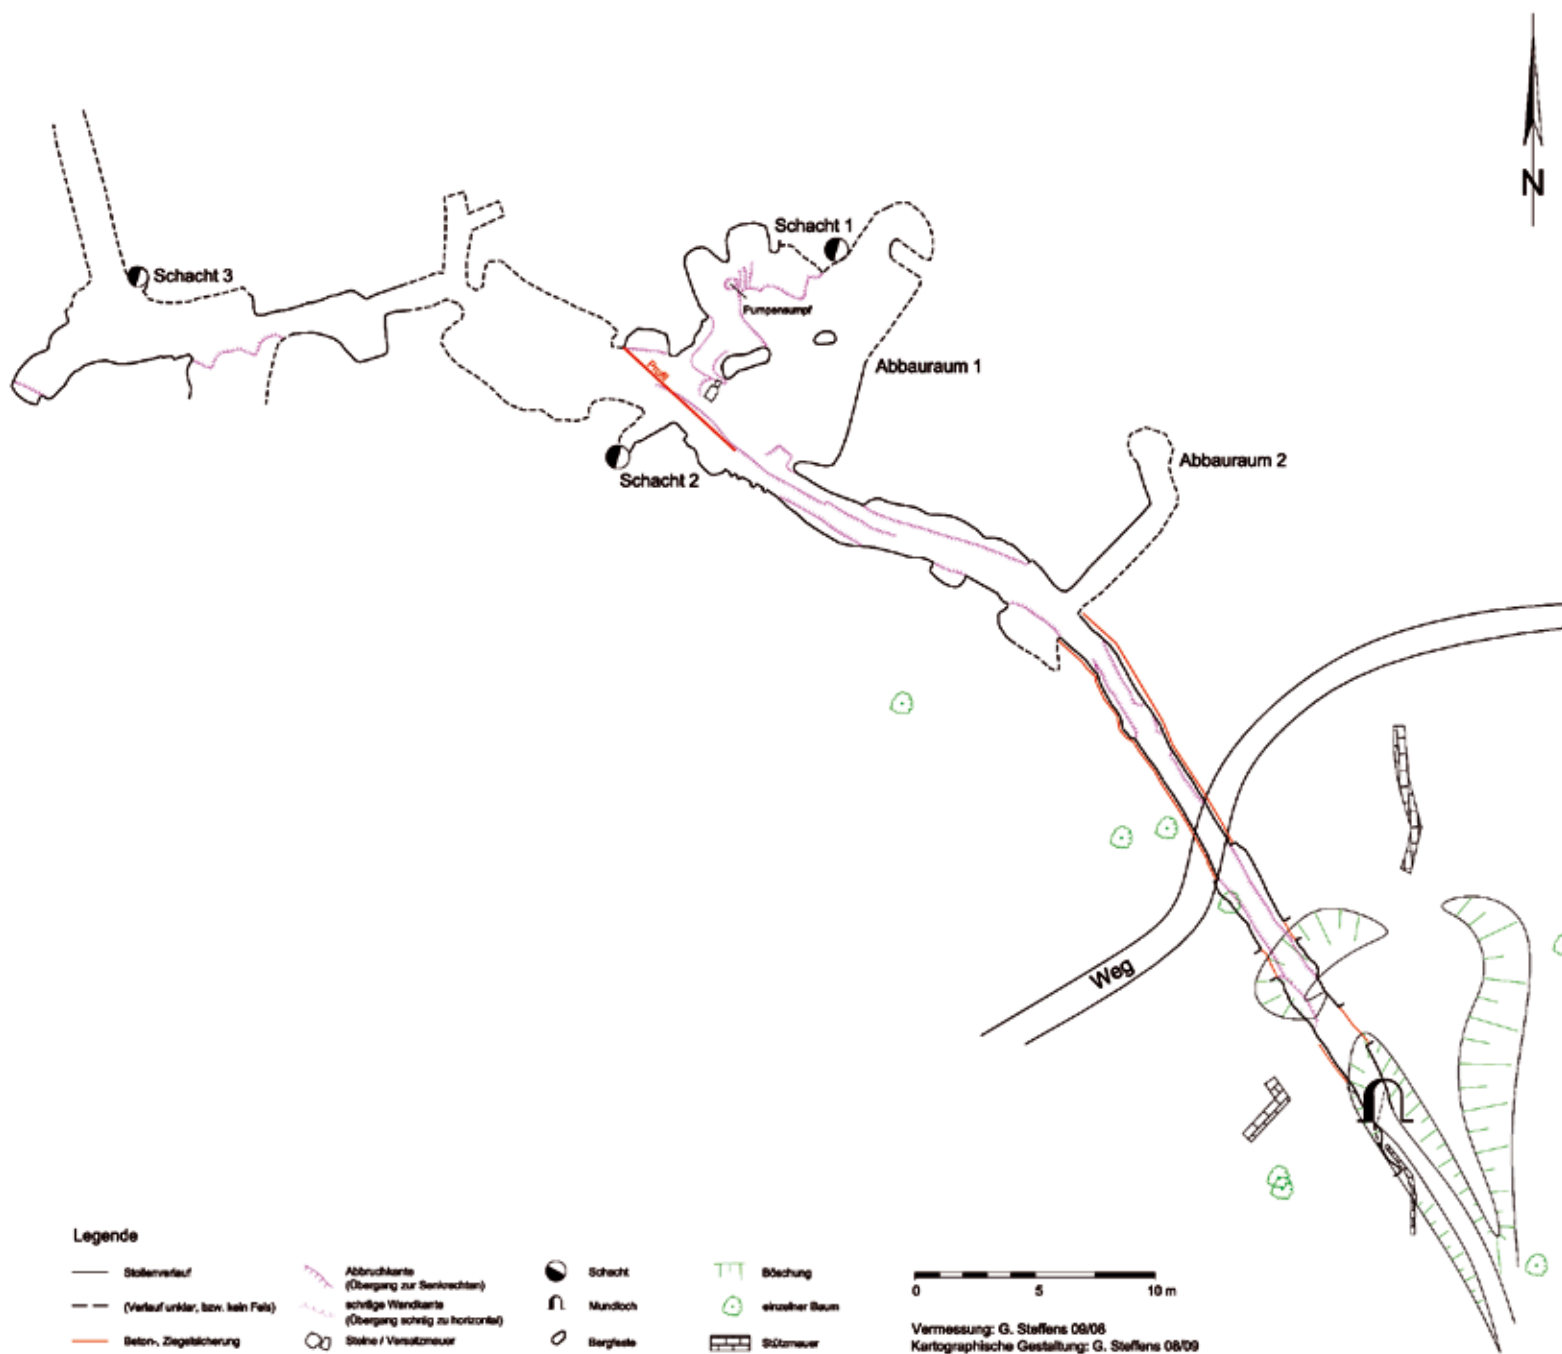 N
Schacht 1
Schacht 3
Pumpensumpf
Profil
Abbauraum 1
Abbauraum 2
Schacht 2
Weg
Legende
Stollenverlauf
(Verlauf unklar, bzw. kein Fels)
Beton-, Ziegelsicherung
Abbruchkante
(Übergang zur Senkrechten)
schräge Wandkante
(Übergang schräg zu horizontal)
Steine / Versatzmauer
Schacht
Mundloch
Bergfeste
Böschung
einzelner Baum
Stützmauer
0 5 10 m
Vermessung: G. Steffens 09/08
Kartographische Gestaltung: G. Steffens 08/09